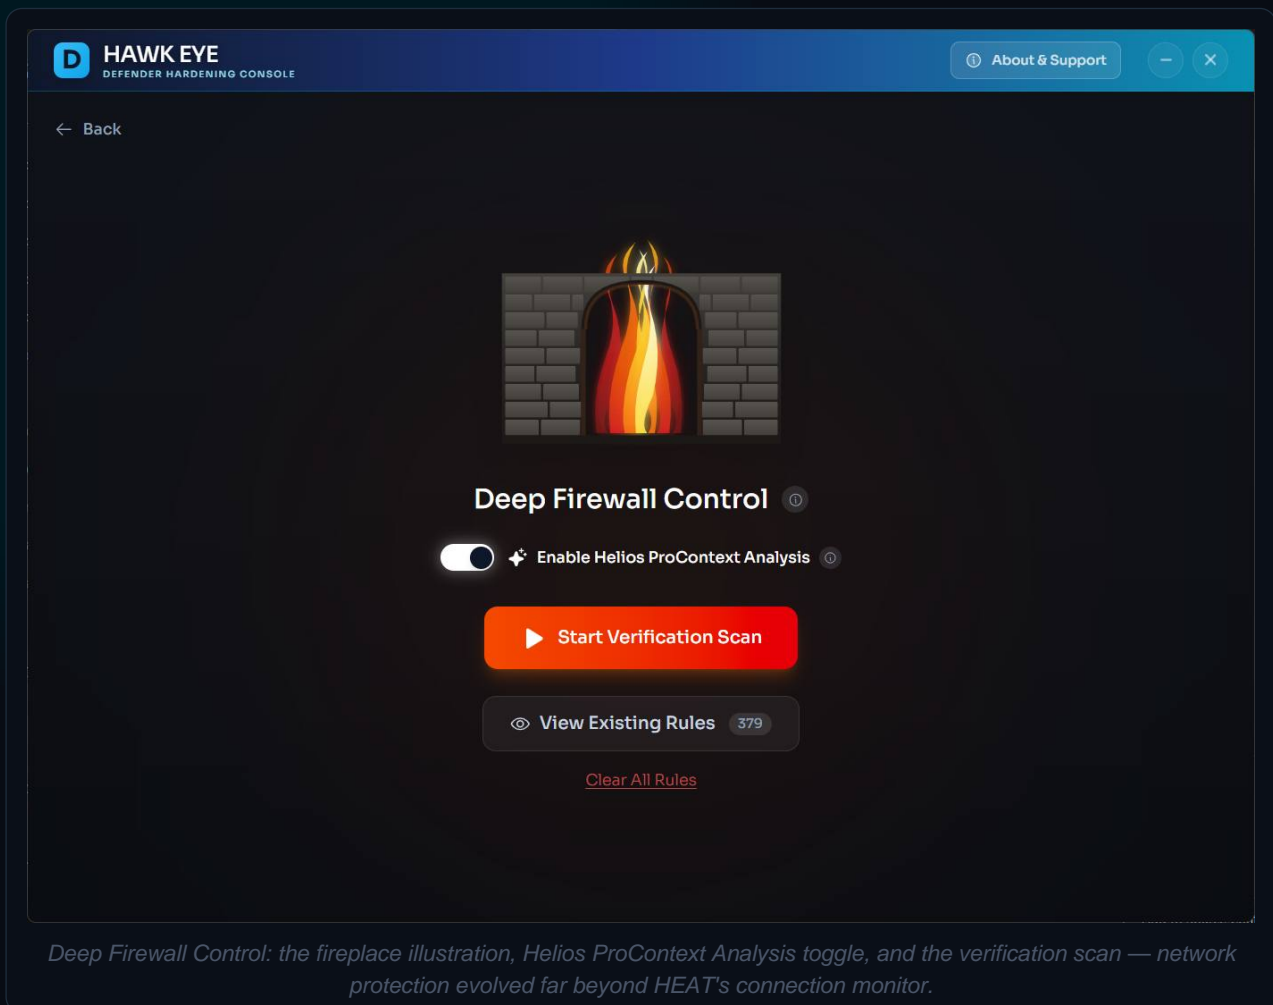 D
HAWK EYE
DEFENDER HARDENING CONSOLE
About & Support
Back
Deep Firewall Control
Enable Helios ProContext Analysis
Start Verification Scan
View Existing Rules 379
Clear All Rules
Deep Firewall Control: the fireplace illustration, Helios ProContext Analysis toggle, and the verification scan — network
protection evolved far beyond HEAT's connection monitor.